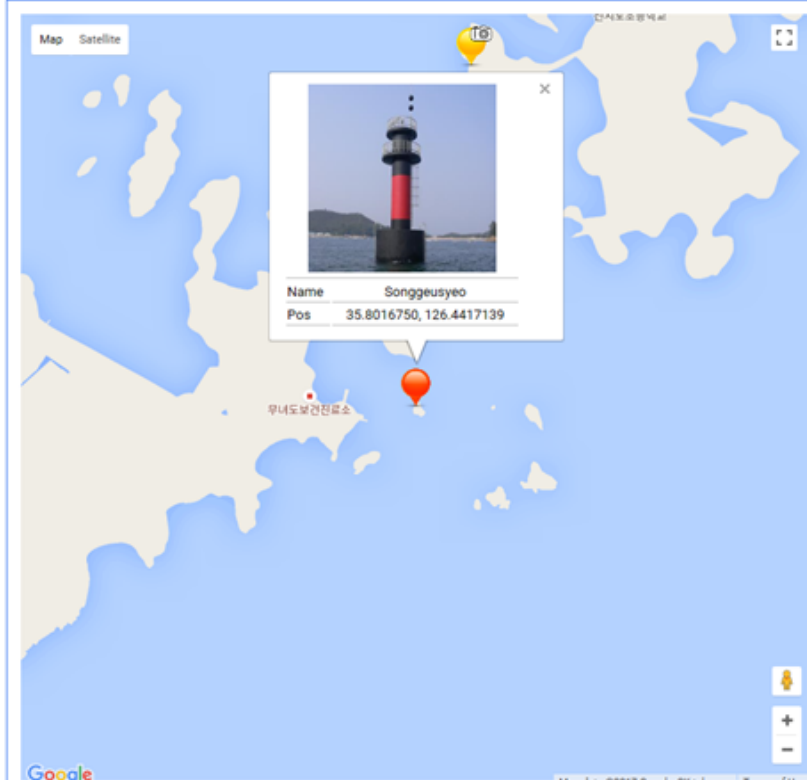 Map Satellite
Name Songgeusyeo
Pos 35.8016750, 126.4417139
무녀도보건진료소
Google